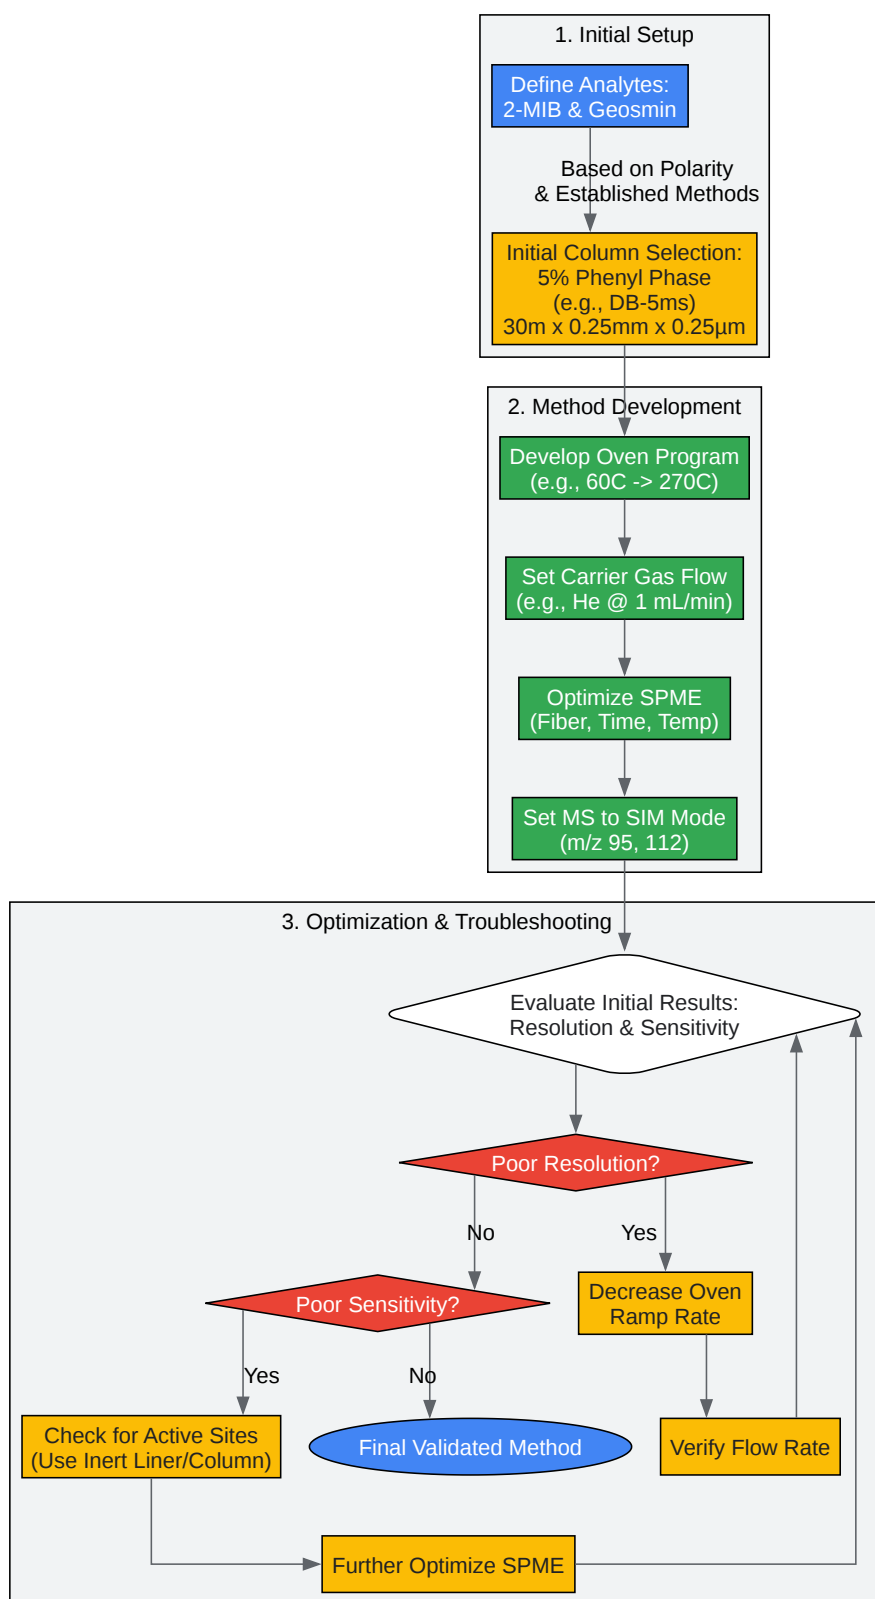 1. Initial Setup
Define Analytes:
2-MIB & Geosmin
Based on Polarity
& Established Methods
Initial Column Selection:
5% Phenyl Phase
(e.g., DB-5ms)
30m x 0.25mm x 0.25µm
2. Method Development
Develop Oven Program
(e.g., 60C -> 270C)
Set Carrier Gas Flow
(e.g., He @ 1 mL/min)
Optimize SPME
(Fiber, Time, Temp)
Set MS to SIM Mode
(m/z 95, 112)
3. Optimization & Troubleshooting
Evaluate Initial Results:
Resolution & Sensitivity
Poor Resolution?
No
Yes
Poor Sensitivity?
Decrease Oven
Ramp Rate
Yes
No
Check for Active Sites
(Use Inert Liner/Column)
Final Validated Method
Verify Flow Rate
Further Optimize SPME